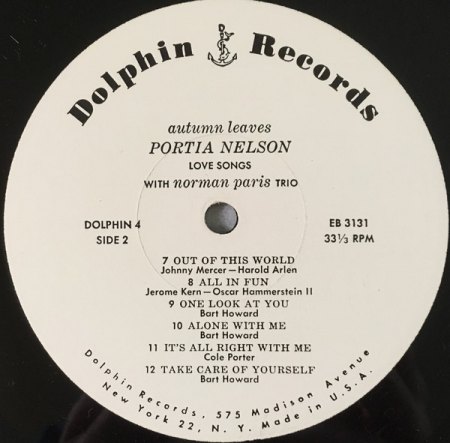 Dolphin Records
autumn leaves
PORTIA NELSON
LOVE SONGS
WITH norman paris TRIO
DOLPHIN 4
SIDE 2
EB 3131
33⅓ RPM
7 OUT OF THIS WORLD
Johnny Mercer—Harold Arlen
8 ALL IN FUN
Jerome Kern—Oscar Hammerstein II
9 ONE LOOK AT YOU
Bart Howard
10 ALONE WITH ME
Bart Howard
11 IT'S ALL RIGHT WITH ME
Cole Porter
12 TAKE CARE OF YOURSELF
Bart Howard
Dolphin Records, 575 Madison Avenue
New York 22, N. Y. Made in U.S.A.